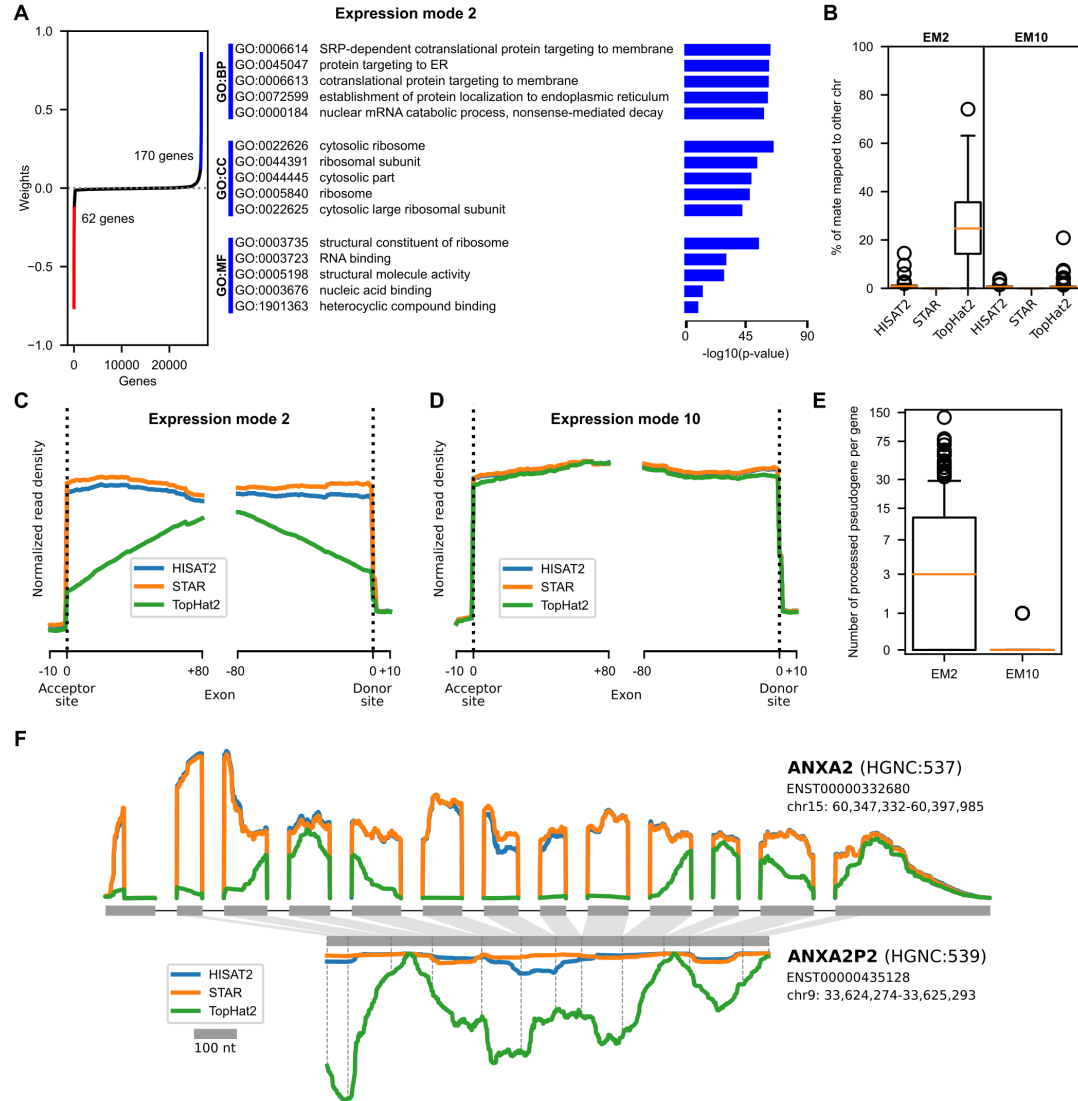 A
Expression mode 2
1.0
0.5
0.0
−0.5
−1.0
Weights
170 genes
62 genes
0
10000
20000
Genes
GO:BP
GO:0006614 SRP-dependent cotranslational protein targeting to membrane
GO:0045047 protein targeting to ER
GO:0006613 cotranslational protein targeting to membrane
GO:0072599 establishment of protein localization to endoplasmic reticulum
GO:0000184 nuclear mRNA catabolic process, nonsense-mediated decay
GO:CC
GO:0022626 cytosolic ribosome
GO:0044391 ribosomal subunit
GO:0044445 cytosolic part
GO:0005840 ribosome
GO:0022625 cytosolic large ribosomal subunit
GO:MF
GO:0003735 structural constituent of ribosome
GO:0003723 RNA binding
GO:0005198 structural molecule activity
GO:0003676 nucleic acid binding
GO:1901363 heterocyclic compound binding
0 45 90
-log10(p-value)
B
EM2 EM10
100
80
60
40
20
0
% of mate mapped to other chr
HISAT2 STAR TopHat2 HISAT2 STAR TopHat2
C
Expression mode 2
Normalized read density
HISAT2
STAR
TopHat2
-10 0 +80 -80 0 +10
Acceptor site
Exon
Donor site
D
Expression mode 10
Normalized read density
HISAT2
STAR
TopHat2
-10 0 +80 -80 0 +10
Acceptor site
Exon
Donor site
E
150
75
30
15
7
3
1
0
Number of processed pseudogene per gene
EM2 EM10
F
ANXA2 (HGNC:537)
ENST00000332680
chr15: 60,347,332-60,397,985
ANXA2P2 (HGNC:539)
ENST00000435128
chr9: 33,624,274-33,625,293
HISAT2
STAR
TopHat2
100 nt